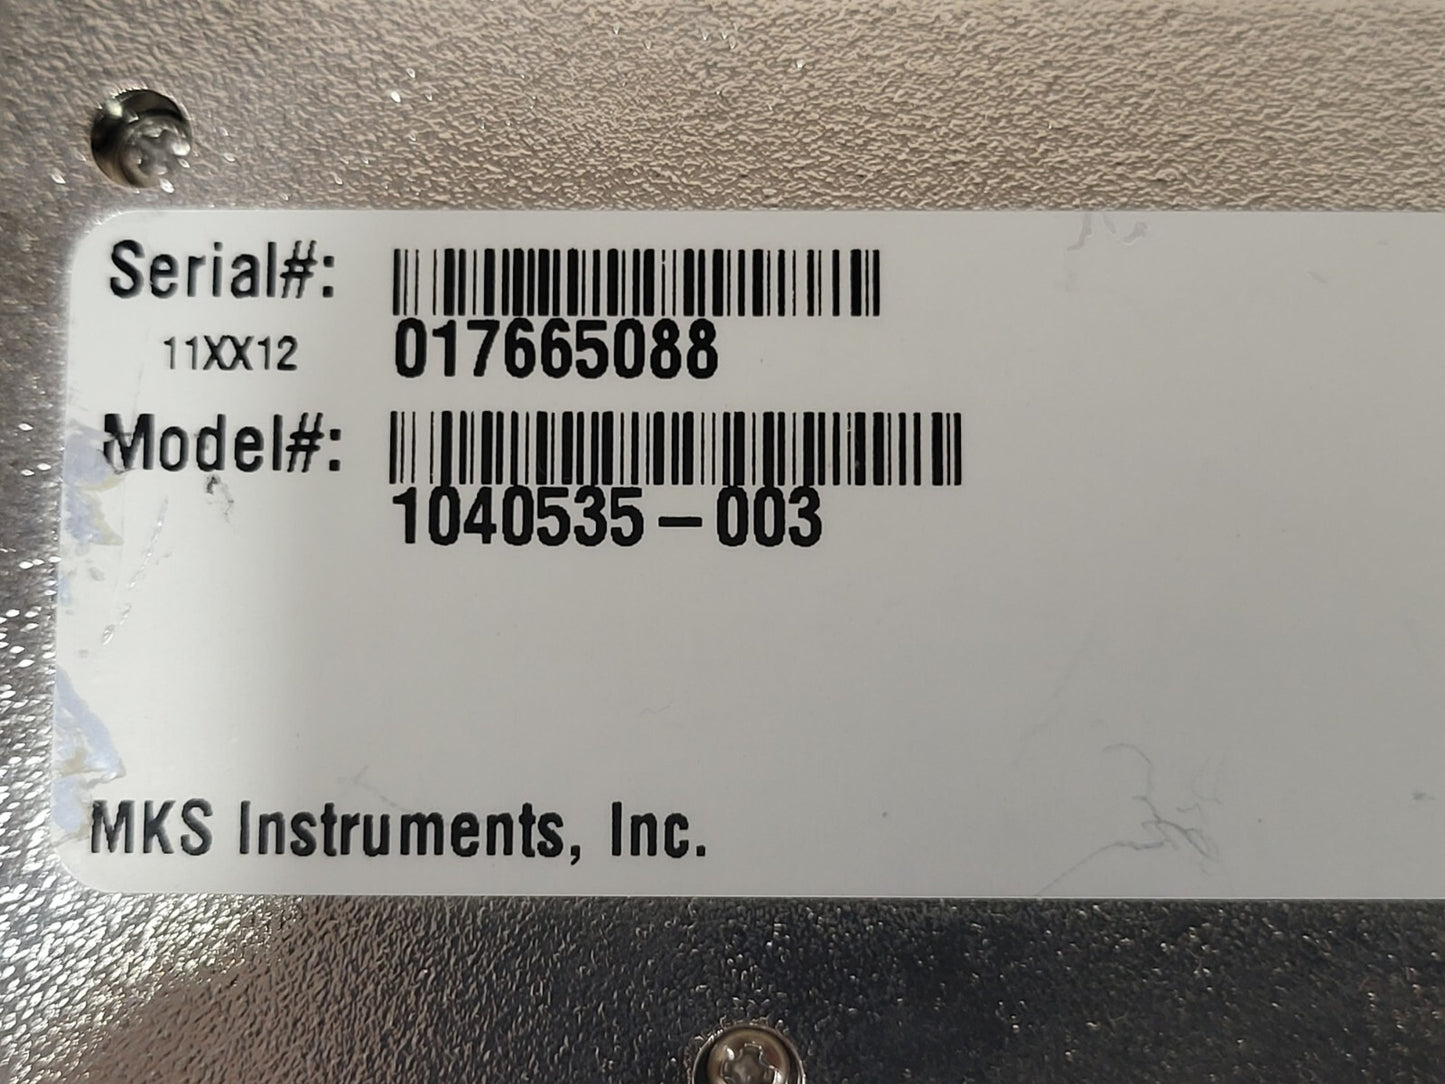 Serial#:
11XX12
017665088
Model#:
1040535-003
MKS Instruments, Inc.